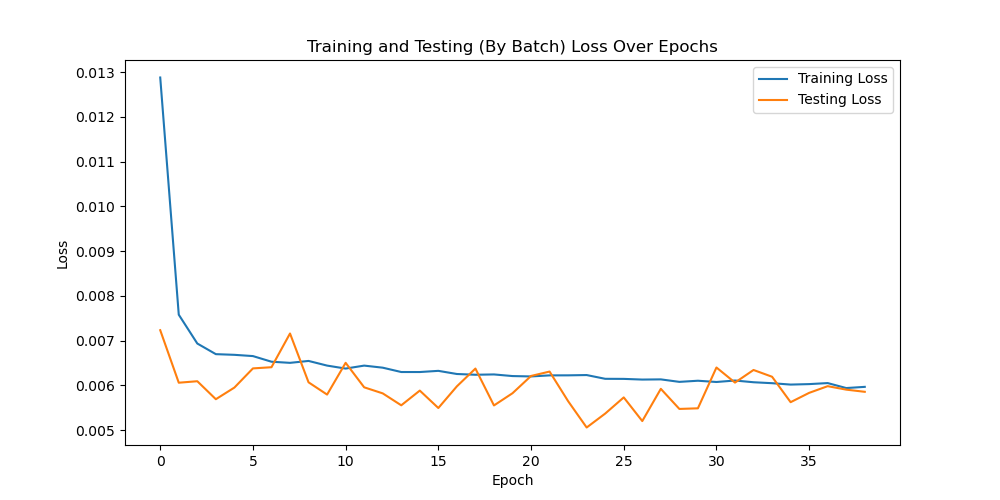 Training and Testing (By Batch) Loss Over Epochs
Training Loss
Testing Loss
0.013
0.012
0.011
0.010
0.009
0.008
0.007
0.006
0.005
Loss
0 5 10 15 20 25 30 35
Epoch